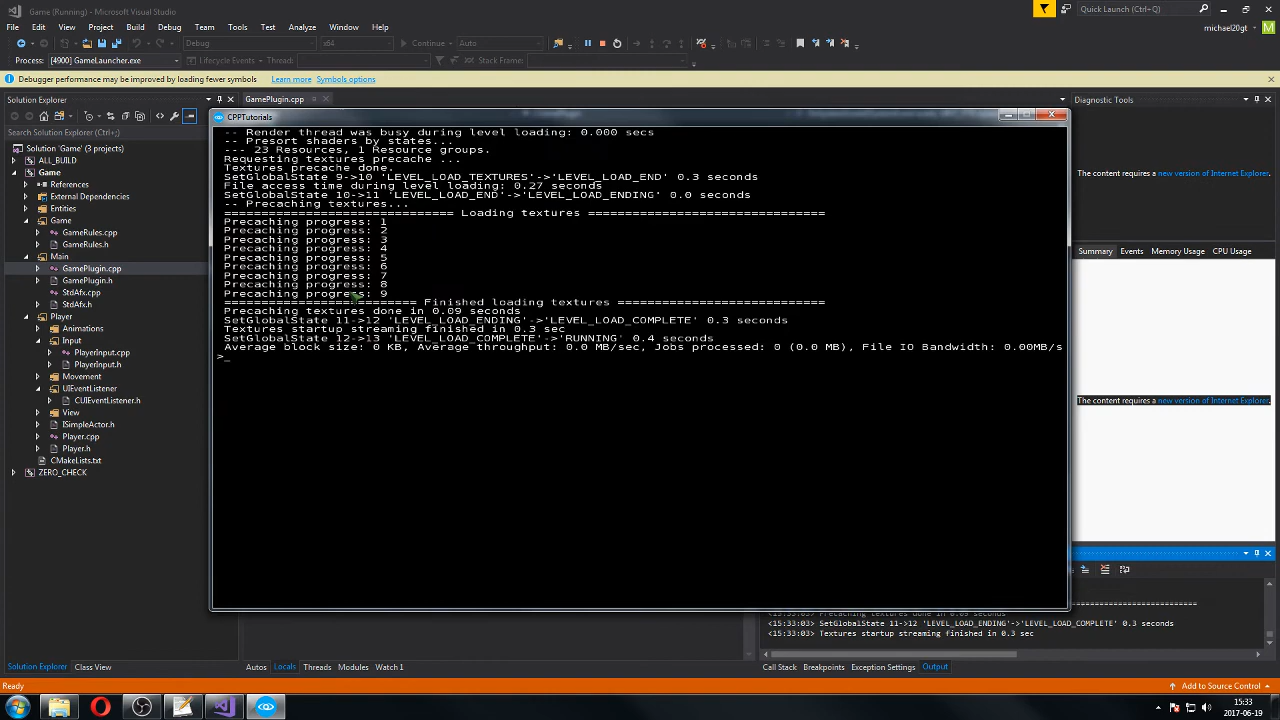 Game (Running) - Microsoft Visual Studio
Quick Launch (Ctrl+Q)
File Edit View Project Build Debug Team Tools Test Analyze Window Help
michael20gt
M
Debug x64 Continue Auto
Process: [4900] GameLauncher.exe Lifecycle Events Thread: Stack Frame:
Debugger performance may be improved by loading fewer symbols Learn more Symbols options
Solution Explorer
GamePlugin.cpp
Diagnostic Tools
Search Solution Explorer (Ctrl+;)
Solution 'Game' (3 projects)
ALL_BUILD
Game
References
External Dependencies
Entities
Game
GameRules.cpp
GameRules.h
Main
GamePlugin.cpp
GamePlugin.h
StdAfx.cpp
StdAfx.h
Player
Animations
Input
PlayerInput.cpp
PlayerInput.h
Movement
UIEventListener
CUIEventListener.h
View
ISimpleActor.h
Player.cpp
Player.h
CMakeLists.txt
ZERO_CHECK
Solution Explorer Class View
CPPTutorials
-- Render thread was busy during level loading: 0.000 secs
-- Presort shaders by states...
--- 23 Resources, 1 Resource groups.
Requesting textures precache ...
Textures precache done.
SetGlobalState 9->10 'LEVEL_LOAD_TEXTURES'->'LEVEL_LOAD_END' 0.3 seconds
File access time during level loading: 0.27 seconds
SetGlobalState 10->11 'LEVEL_LOAD_END'->'LEVEL_LOAD_ENDING' 0.0 seconds
-- Precaching textures...
=============================== Loading textures ================================
Precaching progress: 1
Precaching progress: 2
Precaching progress: 3
Precaching progress: 4
Precaching progress: 5
Precaching progress: 6
Precaching progress: 7
Precaching progress: 8
Precaching progress: 9
========================== Finished loading textures ============================
Precaching textures done in 0.09 seconds
SetGlobalState 11->12 'LEVEL_LOAD_ENDING'->'LEVEL_LOAD_COMPLETE' 0.3 seconds
Textures startup streaming finished in 0.3 sec
SetGlobalState 12->13 'LEVEL_LOAD_COMPLETE'->'RUNNING' 0.4 seconds
Average block size: 0 KB, Average throughput: 0.0 MB/sec, Jobs processed: 0 (0.0 MB), File IO Bandwidth: 0.00MB/s
>_
The content requires a new version of Internet Explorer.
Summary Events Memory Usage CPU Usage
The content requires a new version of Internet Explorer.
Precaching textures done in 0.09 seconds
<15:33:03> SetGlobalState 11->12 'LEVEL_LOAD_ENDING'->'LEVEL_LOAD_COMPLETE' 0.3 seconds
<15:33:03> Textures startup streaming finished in 0.3 sec
Autos Locals Threads Modules Watch 1
Call Stack Breakpoints Exception Settings Output
Ready
Add to Source Control
15:33
2017-06-19